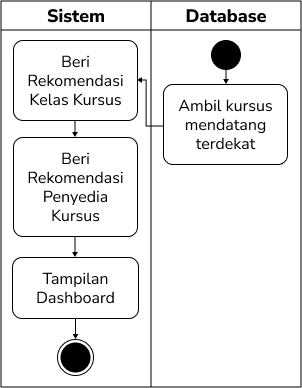 Sistem
Database
Beri
Rekomendasi
Kelas Kursus
Ambil kursus
mendatang
terdekat
Beri
Rekomendasi
Penyedia
Kursus
Tampilan
Dashboard